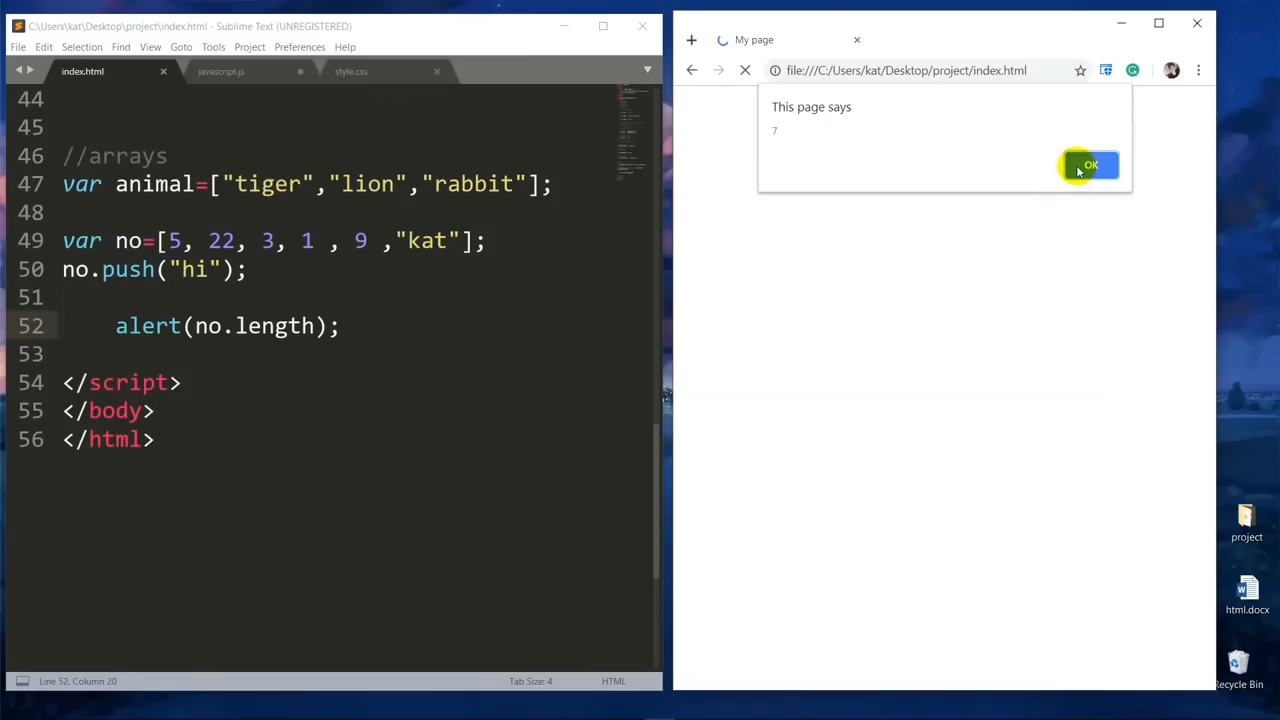 C:\Users\kat\Desktop\project\index.html - Sublime Text (UNREGISTERED)
File Edit Selection Find View Goto Tools Project Preferences Help
index.html javascript.js style.css
44
45
46 //arrays
47 var animal=["tiger","lion","rabbit"];
48
49 var no=[5, 22, 3, 1 , 9 ,"kat"];
50 no.push("hi");
51
52 alert(no.length);
53
54 </script>
55 </body>
56 </html>
Line 52, Column 20 Tab Size: 4 HTML
My page
file:///C:/Users/kat/Desktop/project/index.html
This page says
7
OK
project
html.docx
Recycle Bin